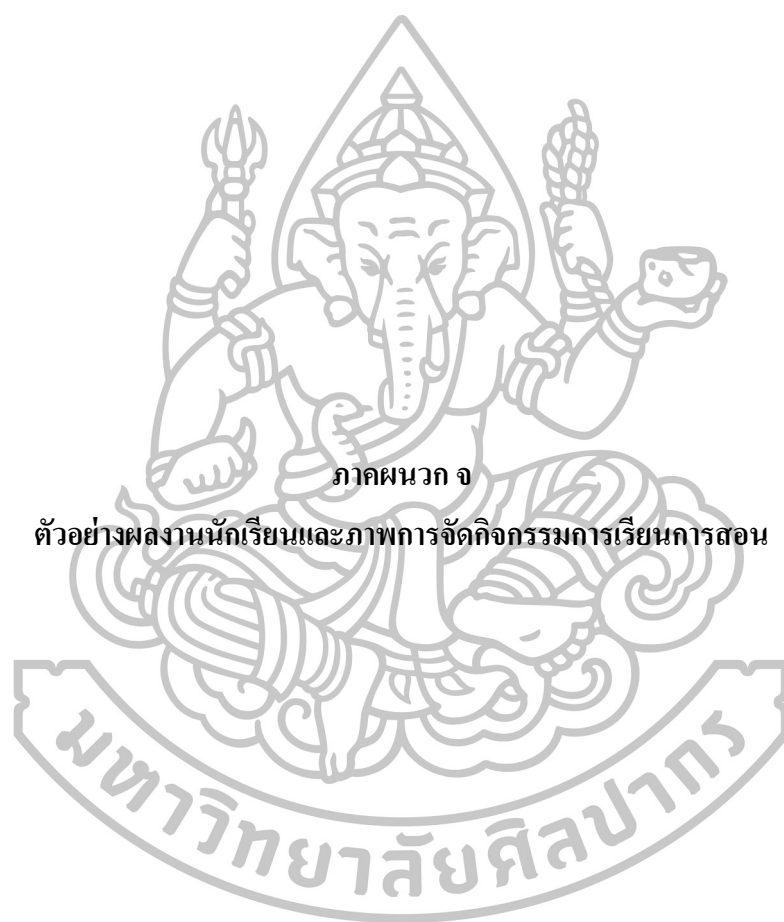 ภาคผนวก จ
ตัวอย่างผลงานนักเรียนและภาพการจัดกิจกรรมการเรียนการสอน
มหาวิทยาลัยศิลปากร